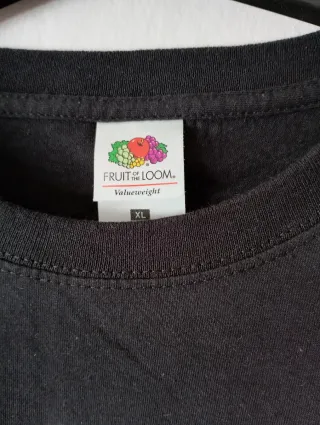 FRUIT OF THE LOOM®
Valueweight
XL